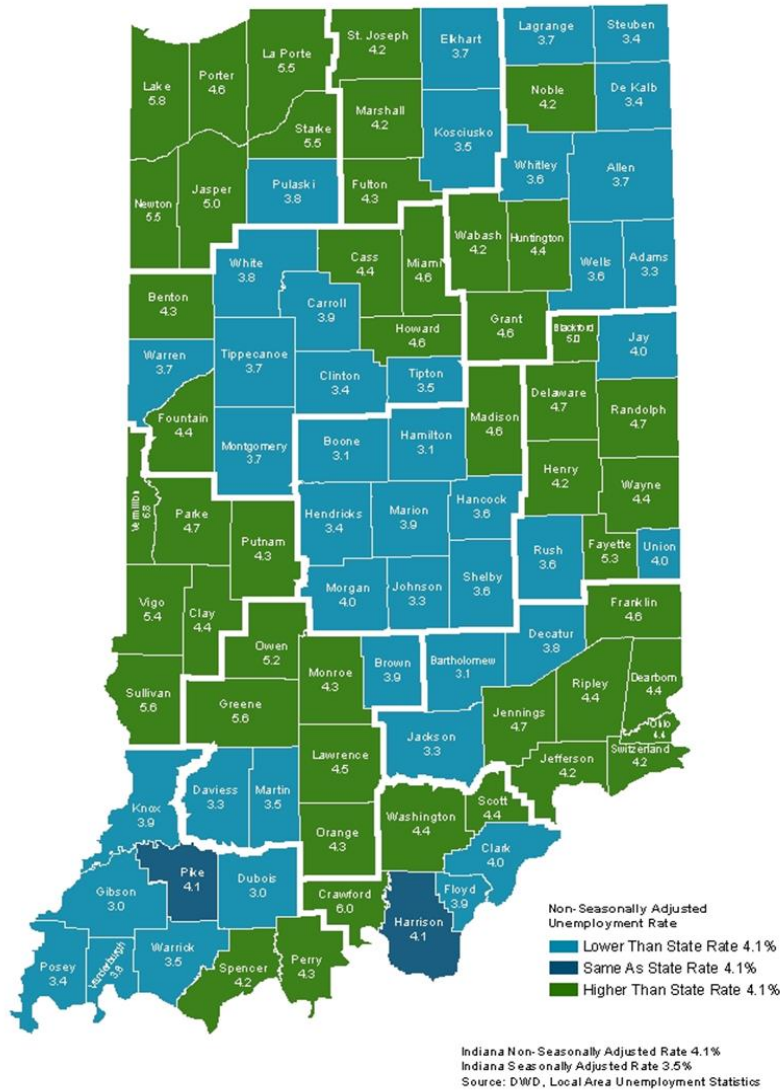 St. Joseph
4.2
Elkhart
3.7
Lagrange
3.7
Steuben
3.4
La Porte
5.5
Porter
4.6
Lake
5.8
Noble
4.2
De Kalb
3.4
Marshall
4.2
Starke
5.5
Kosciusko
3.5
Whitley
3.6
Allen
3.7
Newton
5.5
Jasper
5.0
Pulaski
3.8
Fulton
4.3
Wabash
4.2
Huntington
4.4
Wells
3.6
Adams
3.3
White
3.8
Cass
4.4
Miami
4.6
Benton
4.3
Carroll
3.9
Howard
4.6
Grant
4.6
Blackford
5.0
Jay
4.0
Warren
3.7
Tippecanoe
3.7
Clinton
3.4
Tipton
3.5
Delaware
4.7
Randolph
4.7
Fountain
4.4
Montgomery
3.7
Boone
3.1
Hamilton
3.1
Madison
4.6
Henry
4.2
Wayne
4.4
Vermillion
6.8
Parke
4.7
Putnam
4.3
Hendricks
3.4
Marion
3.9
Hancock
3.6
Rush
3.6
Fayette
5.3
Union
4.0
Vigo
5.4
Clay
4.4
Morgan
4.0
Johnson
3.3
Shelby
3.6
Franklin
4.6
Owen
5.2
Monroe
4.3
Brown
3.9
Bartholomew
3.1
Decatur
3.8
Sullivan
5.6
Greene
5.6
Jennings
4.7
Ripley
4.4
Dearborn
4.4
Ohio
4.4
Jackson
3.3
Lawrence
4.5
Jefferson
4.2
Switzerland
4.2
Knox
3.9
Daviess
3.3
Martin
3.5
Orange
4.3
Washington
4.4
Scott
4.4
Clark
4.0
Gibson
3.0
Pike
4.1
Dubois
3.0
Crawford
6.0
Harrison
4.1
Floyd
3.9
Posey
3.4
Vanderburgh
3.8
Warrick
3.5
Spencer
4.2
Perry
4.3
Non-Seasonally Adjusted
Unemployment Rate
Lower Than State Rate 4.1%
Same As State Rate 4.1%
Higher Than State Rate 4.1%
Indiana Non-Seasonally Adjusted Rate 4.1%
Indiana Seasonally Adjusted Rate 3.5%
Source: DWD, Local Area Unemployment Statistics